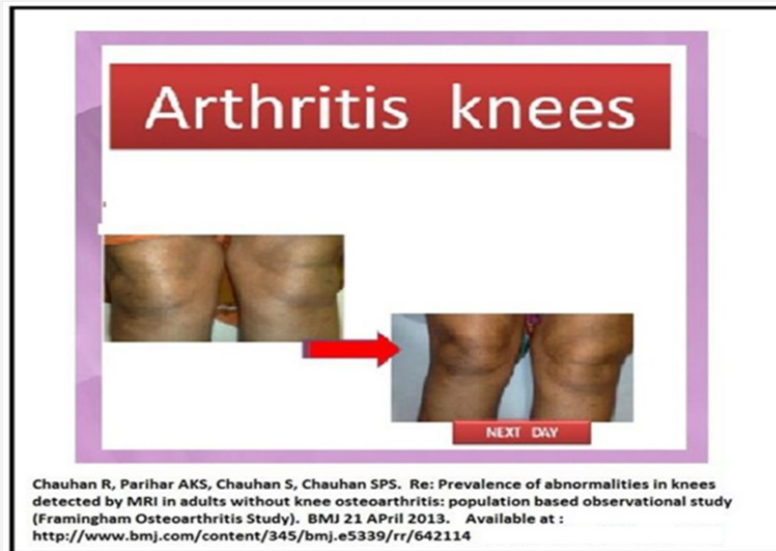 Arthritis knees
NEXT DAY
Chauhan R, Parihar AKS, Chauhan S, Chauhan SPS. Re: Prevalence of abnormalities in knees
detected by MRI in adults without knee osteoarthritis: population based observational study
(Framingham Osteoarthritis Study). BMJ 21 APril 2013. Available at :
http://www.bmj.com/content/345/bmj.e5339/rr/642114